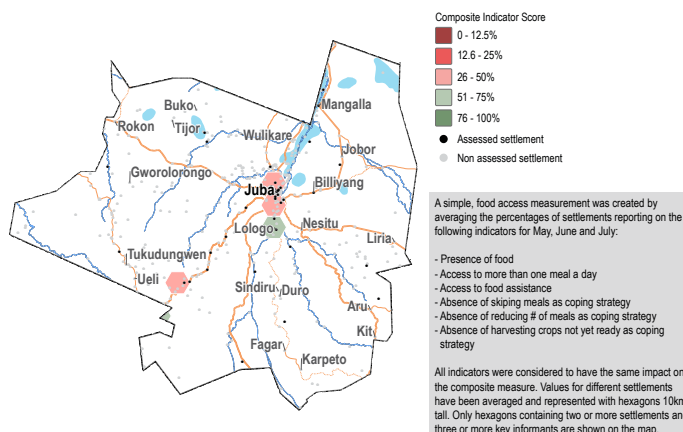 Composite Indicator Score
0 - 12.5%
12.6 - 25%
26 - 50%
51 - 75%
76 - 100%
Assessed settlement
Non assessed settlement
Mangalla
Buko
Rokon
Tijor
Wulikare
Jobor
Gworolorongo
Juba
Billiyang
Lologo
Nesitu
Liria
Tukudungwen
Ueli
Sindiru
Duro
Aru
Kit
Fagar
Karpeto
A simple, food access measurement was created by
averaging the percentages of settlements reporting on the
following indicators for May, June and July:
- Presence of food
- Access to more than one meal a day
- Access to food assistance
- Absence of skiping meals as coping strategy
- Absence of reducing # of meals as coping strategy
- Absence of harvesting crops not yet ready as coping
strategy
All indicators were considered to have the same impact on
the composite measure. Values for different settlements
have been averaged and represented with hexagons 10km
tall. Only hexagons containing two or more settlements an
three or more key informants are shown on the map.